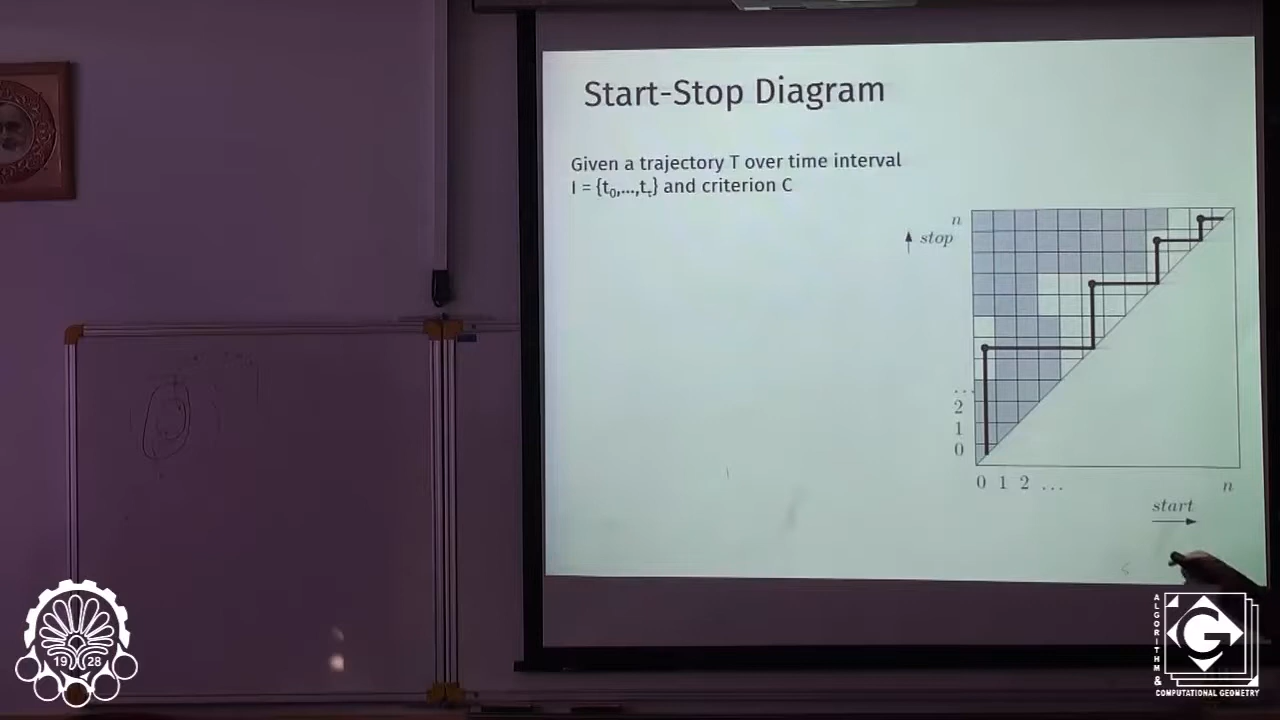 Start-Stop Diagram
Given a trajectory T over time interval
I = {t₀,...,tτ} and criterion C
n
stop
...
2
1
0
0 1 2 ...
n
start
19 28
ALGORITHM &
COMPUTATIONAL GEOMETRY
G